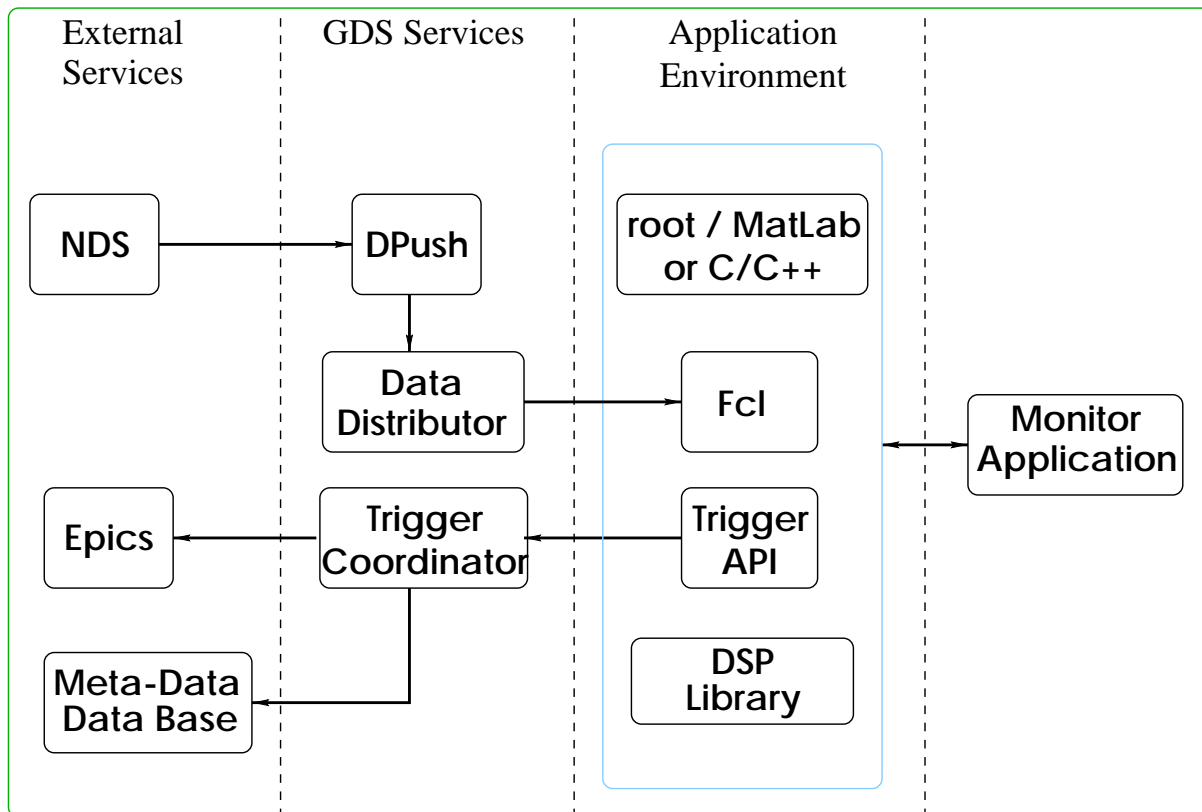 External
Services
GDS Services
Application
Environment
NDS
DPush
root / MatLab
or C/C++
Data
Distributor
Fcl
Monitor
Application
Epics
Trigger
Coordinator
Trigger
API
Meta-Data
Data Base
DSP
Library